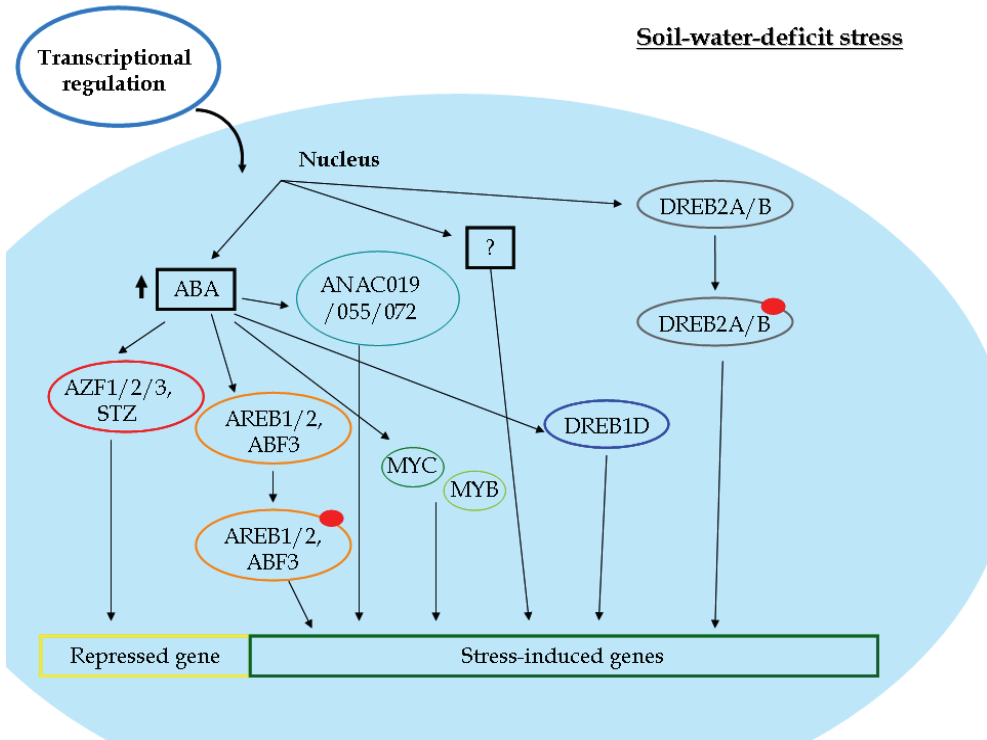 Transcriptional
regulation
Soil-water-deficit stress
Nucleus
DREB2A/B
?
ABA
ANAC019
/055/072
DREB2A/B
AZF1/2/3,
STZ
AREB1/2,
ABF3
DREB1D
MYC
MYB
AREB1/2,
ABF3
Repressed gene
Stress-induced genes